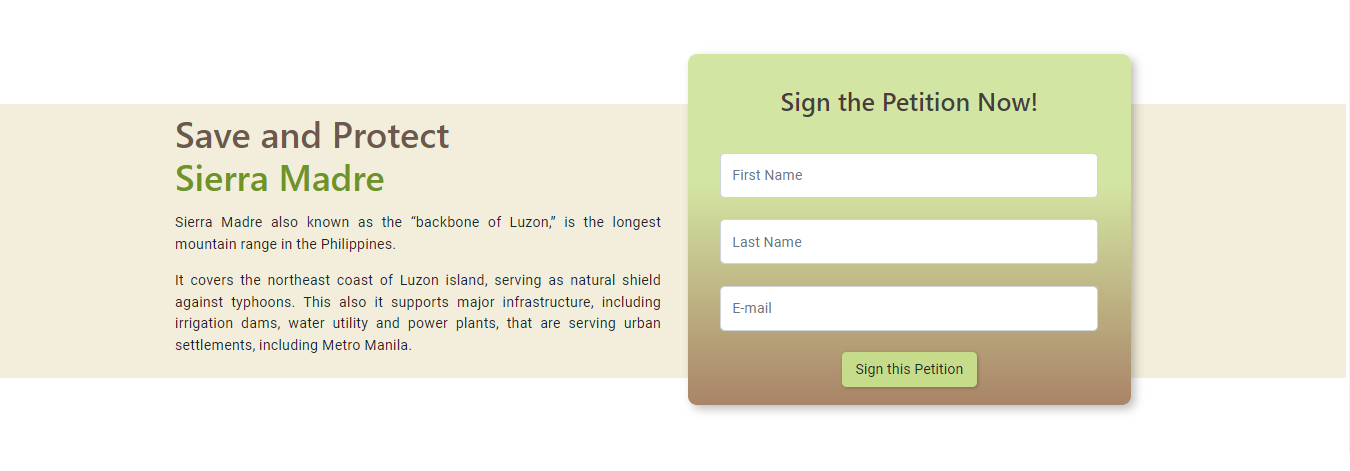 Save and Protect
Sierra Madre
Sierra Madre also known as the “backbone of Luzon,” is the longest
mountain range in the Philippines.
It covers the northeast coast of Luzon island, serving as natural shield
against typhoons. This also it supports major infrastructure, including
irrigation dams, water utility and power plants, that are serving urban
settlements, including Metro Manila.
Sign the Petition Now!
First Name
Last Name
E-mail
Sign this Petition